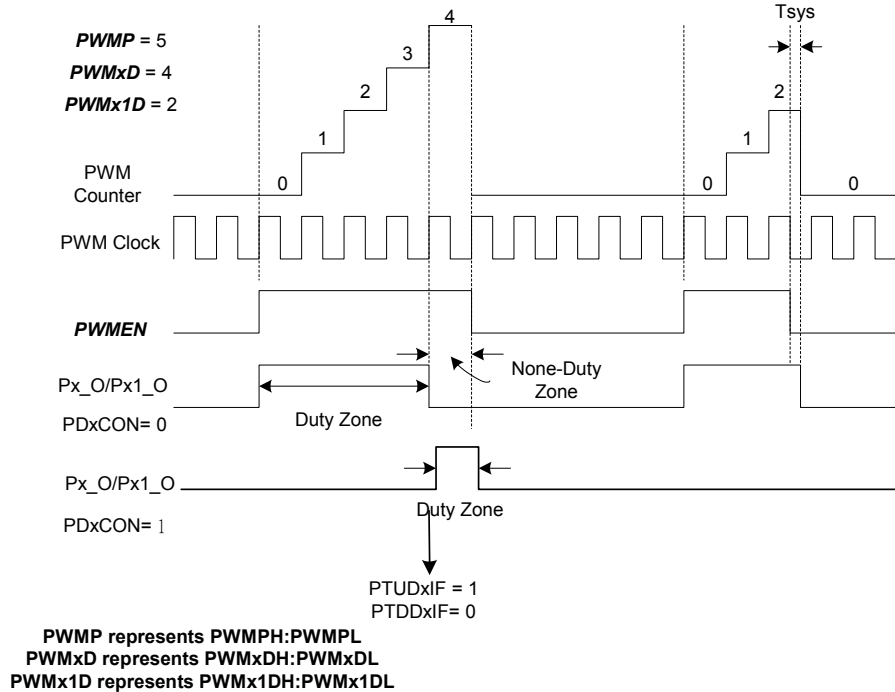 Tsys
PWMP = 5
PWMxD = 4
PWMx1D = 2
4
3
2
1
0
2
1
0
0
PWM
Counter
PWM Clock
PWMEN
None-Duty
Zone
Px_O/Px1_O
Duty Zone
PDxCON= 0
Px_O/Px1_O
Duty Zone
PDxCON= 1
PTUDxIF = 1
PTDDxIF= 0
PWMP represents PWMPH:PWMPL
PWMxD represents PWMxDH:PWMxDL
PWMx1D represents PWMx1DH:PWMx1DL